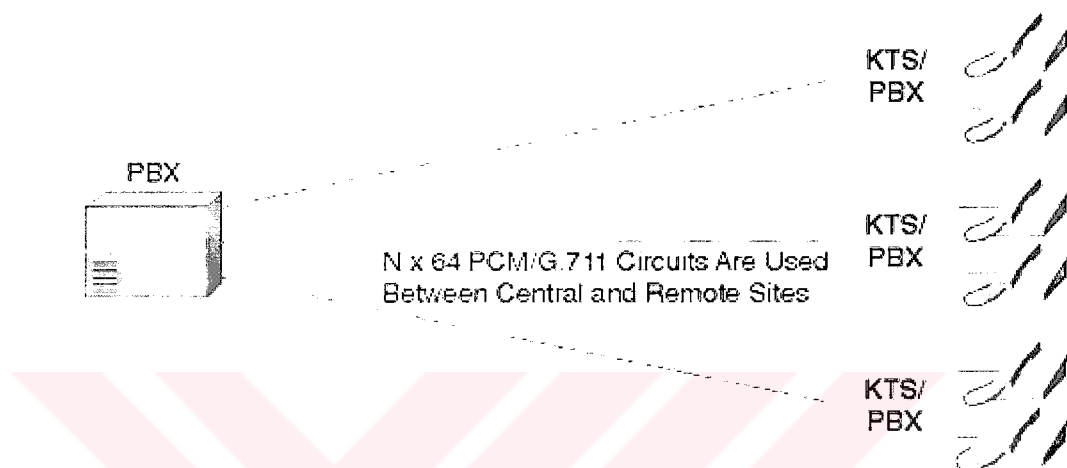 KTS/
PBX
PBX
KTS/
PBX
N x 64 PCM/G.711 Circuits Are Used
Between Central and Remote Sites
KTS/
PBX